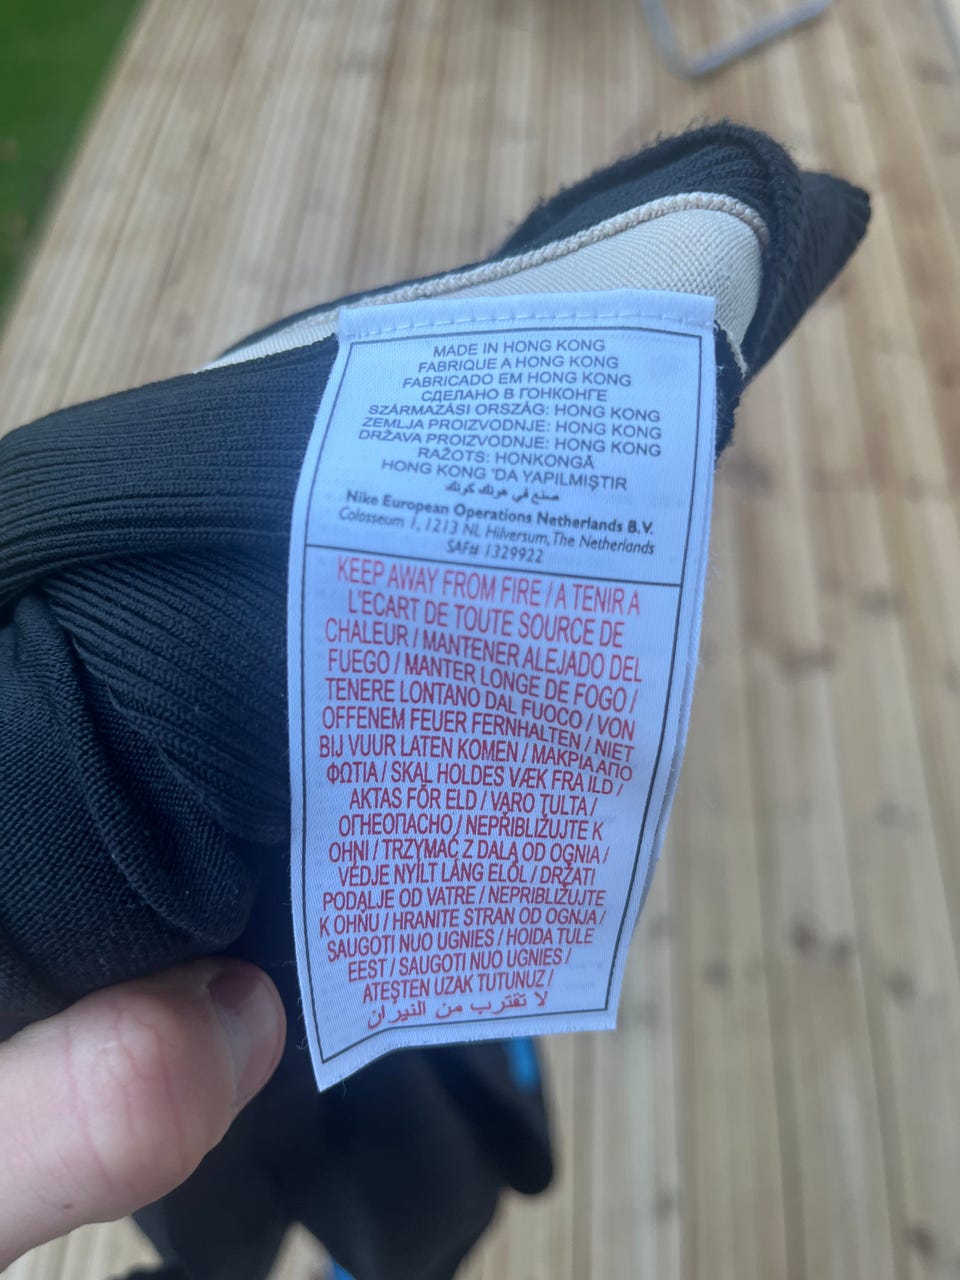 MADE IN HONG KONG
FABRIQUE A HONG KONG
FABRICADO EM HONG KONG
СДЕЛАНО В ГОНКОНГЕ
SZÁRMAZÁSI ORSZÁG: HONG KONG
ZEMLJA PROIZVODNJE: HONG KONG
DRŽAVA PROIZVODNJE: HONG KONG
RAŽOTS: HONKONGĀ
HONG KONG 'DA YAPILMIŞTIR
صنع في هونك كونك
Nike European Operations Netherlands B.V.
Colosseum 1, 1213 NL Hilversum, The Netherlands
SAF# 1329922
KEEP AWAY FROM FIRE / A TENIR A
L'ECART DE TOUTE SOURCE DE
CHALEUR / MANTENER ALEJADO DEL
FUEGO / MANTER LONGE DE FOGO /
TENERE LONTANO DAL FUOCO / VON
OFFENEM FEUER FERNHALTEN / NIET
BIJ VUUR LATEN KOMEN / ΜΑΚΡΙΑ ΑΠΟ
ΦΩΤΙΑ / SKAL HOLDES VÆK FRA ILD /
AKTAS FÖR ELD / VARO TULTA /
ОГНЕОПАСНО / NEPŘIBLIŽUJTE K
OHNI / TRZYMAĆ Z DALA OD OGNIA /
VÉDJE NYÍLT LÁNG ELŐL / DRŽATI
PODALJE OD VATRE / NEPRIBLIŽUJTE
K OHŇU / HRANITE STRAN OD OGNJA /
SAUGOTI NUO UGNIES / HOIDA TULE
EEST / SAUGOTI NUO UGNIES /
ATEŞTEN UZAK TUTUNUZ /
لا تقترب من النيران